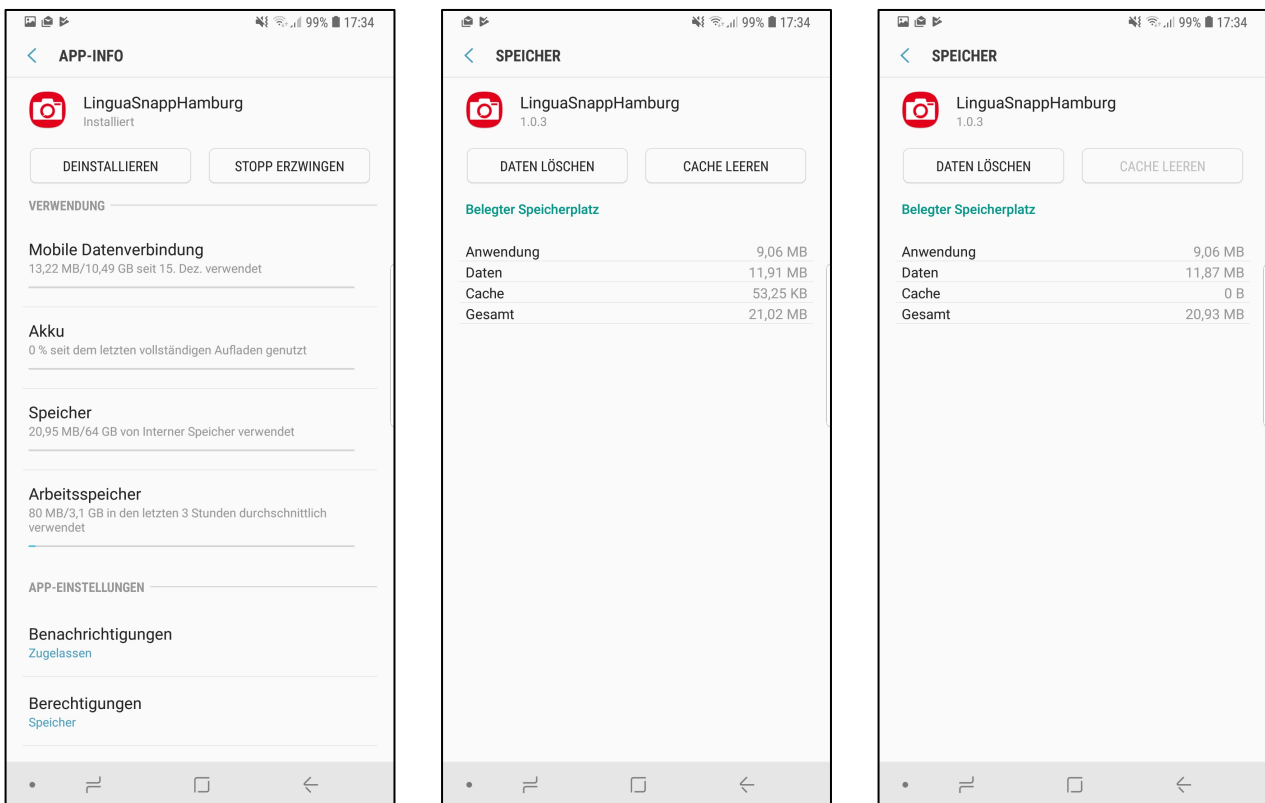 99% 17:34
APP-INFO
LinguaSnappHamburg
Installiert
DEINSTALLIEREN STOPP ERZWINGEN
VERWENDUNG
Mobile Datenverbindung
13,22 MB/10,49 GB seit 15. Dez. verwendet
Akku
0 % seit dem letzten vollständigen Aufladen genutzt
Speicher
20,95 MB/64 GB von Interner Speicher verwendet
Arbeitsspeicher
80 MB/3,1 GB in den letzten 3 Stunden durchschnittlich
verwendet
APP-EINSTELLUNGEN
Benachrichtigungen
Zugelassen
Berechtigungen
Speicher
99% 17:34
SPEICHER
LinguaSnappHamburg
1.0.3
DATEN LÖSCHEN CACHE LEEREN
Belegter Speicherplatz
Anwendung 9,06 MB
Daten 11,91 MB
Cache 53,25 KB
Gesamt 21,02 MB
99% 17:34
SPEICHER
LinguaSnappHamburg
1.0.3
DATEN LÖSCHEN CACHE LEEREN
Belegter Speicherplatz
Anwendung 9,06 MB
Daten 11,87 MB
Cache 0 B
Gesamt 20,93 MB